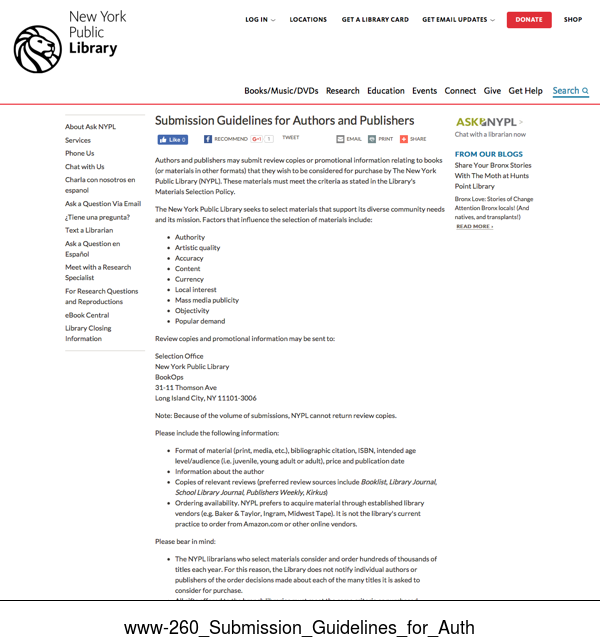 New York
Public
Library
LOG IN
LOCATIONS
GET A LIBRARY CARD
GET EMAIL UPDATES
DONATE
SHOP
Books/Music/DVDs
Research
Education
Events
Connect
Give
Get Help
Search
About Ask NYPL
Services
Phone Us
Chat with Us
Charla con nosotros en
espanol
Ask a Question Via Email
¿Tiene una pregunta?
Text a Librarian
Ask a Question en
Español
Meet with a Research
Specialist
For Research Questions
and Reproductions
eBook Central
Library Closing
Information
Submission Guidelines for Authors and Publishers
Like 0
RECOMMEND
G+1
1
TWEET
EMAIL
PRINT
SHARE
Authors and publishers may submit review copies or promotional information relating to books
(or materials in other formats) that they wish to be considered for purchase by The New York
Public Library (NYPL). These materials must meet the criteria as stated in the Library's
Materials Selection Policy.
The New York Public Library seeks to select materials that support its diverse community needs
and its mission. Factors that influence the selection of materials include:
• Authority
• Artistic quality
• Accuracy
• Content
• Currency
• Local interest
• Mass media publicity
• Objectivity
• Popular demand
Review copies and promotional information may be sent to:
Selection Office
New York Public Library
BookOps
31-11 Thomson Ave
Long Island City, NY 11101-3006
Note: Because of the volume of submissions, NYPL cannot return review copies.
Please include the following information:
• Format of material (print, media, etc.), bibliographic citation, ISBN, intended age
level/audience (i.e. juvenile, young adult or adult), price and publication date
• Information about the author
• Copies of relevant reviews (preferred review sources include Booklist, Library Journal,
School Library Journal, Publishers Weekly, Kirkus)
• Ordering availability. NYPL prefers to acquire material through established library
vendors (e.g. Baker & Taylor, Ingram, Midwest Tape). It is not the library's current
practice to order from Amazon.com or other online vendors.
Please bear in mind:
• The NYPL librarians who select materials consider and order hundreds of thousands of
titles each year. For this reason, the Library does not notify individual authors or
publishers of the order decisions made about each of the many titles it is asked to
consider for purchase.
ASK NYPL >
Chat with a librarian now
FROM OUR BLOGS
Share Your Bronx Stories
With The Moth at Hunts
Point Library
Bronx Love: Stories of Change
Attention Bronx locals! (And
natives, and transplants!)
READ MORE ›
www-260_Submission_Guidelines_for_Auth